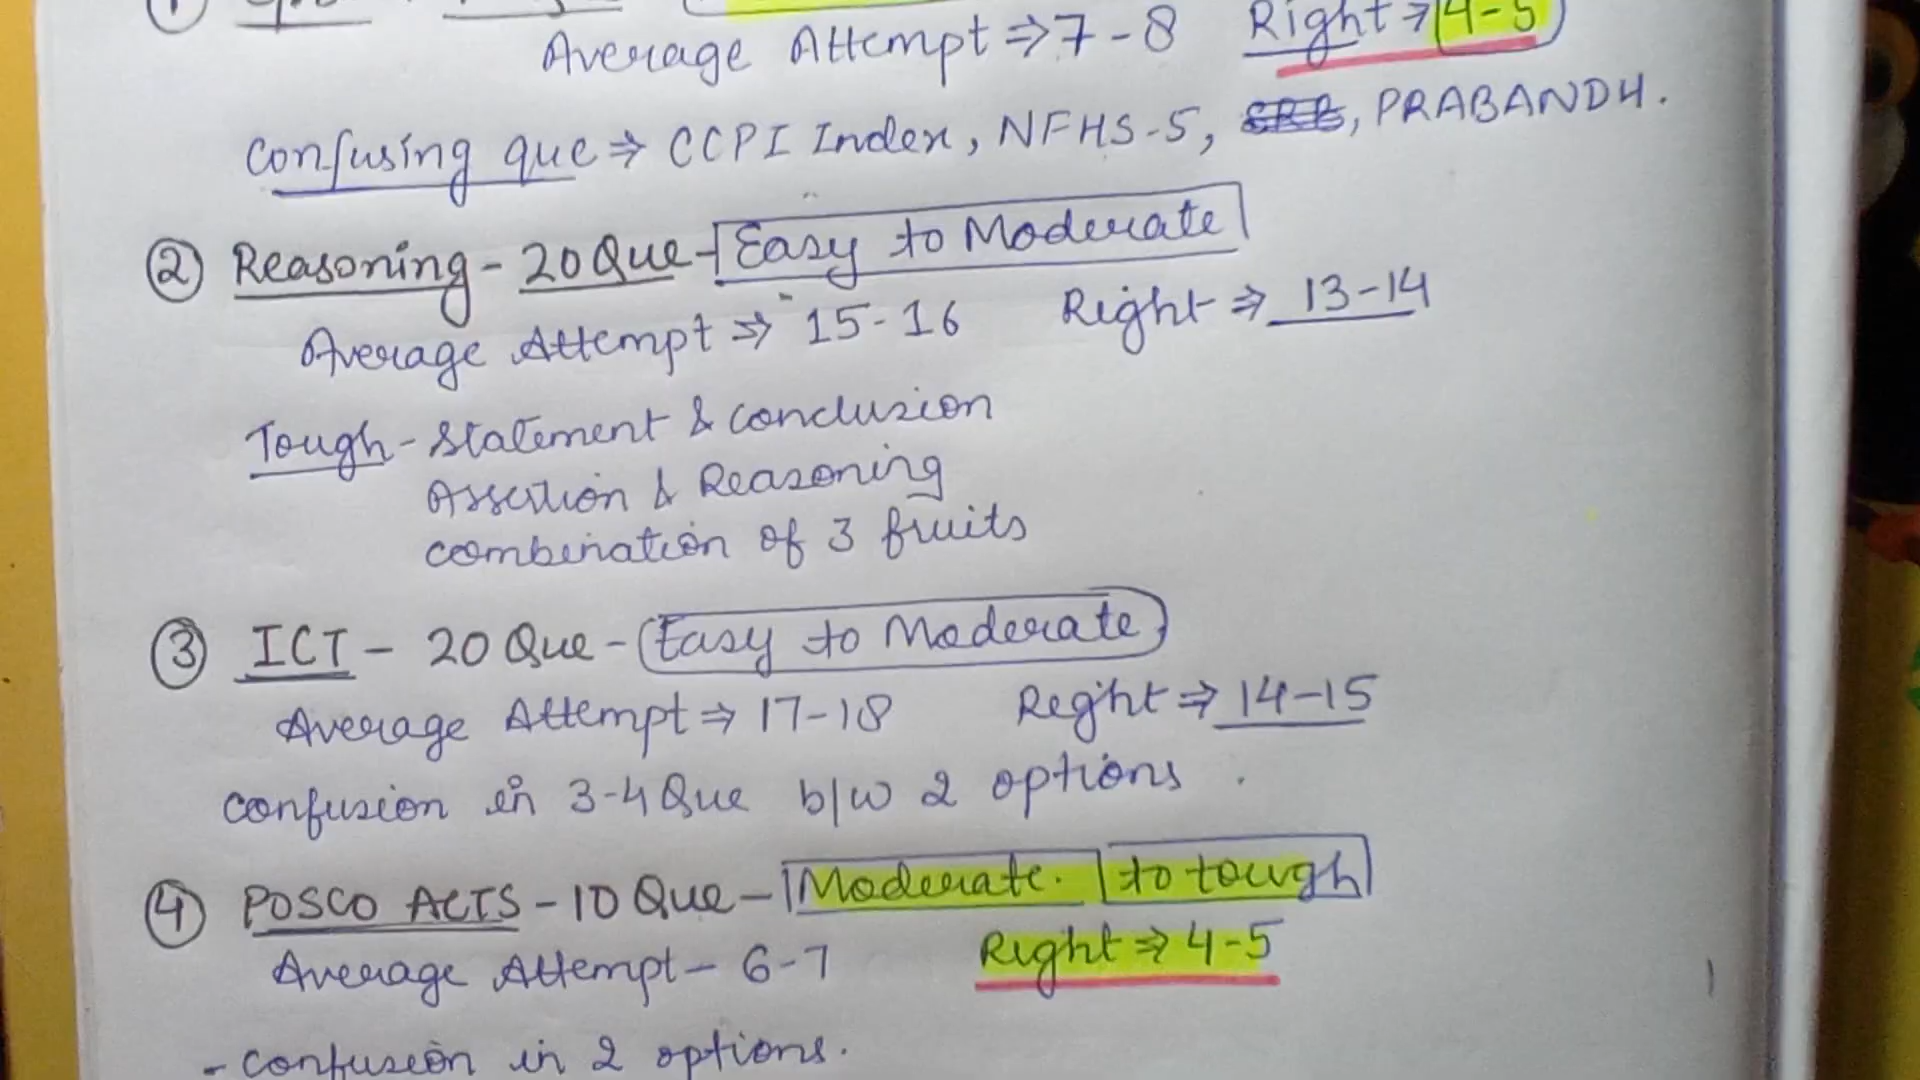 ①
Average Attempt ⇒ 7-8 Right → 4-5
Confusing que ⇒ CCPI Index, NFHS-5, , PRABANDH.
② Reasoning - 20 Que - Easy to Moderate
Average Attempt ⇒ 15-16 Right ⇒ 13-14
Tough - Statement & conclusion
Assertion & Reasoning
combination of 3 fruits
③ ICT - 20 Que - Easy to Moderate
Average Attempt ⇒ 17-18 Right ⇒ 14-15
confusion in 3-4 Que b/w 2 options.
④ POSCO ACTS - 10 Que - Moderate. to tough
Average Attempt - 6-7 Right ⇒ 4-5
- confusion in 2 options.